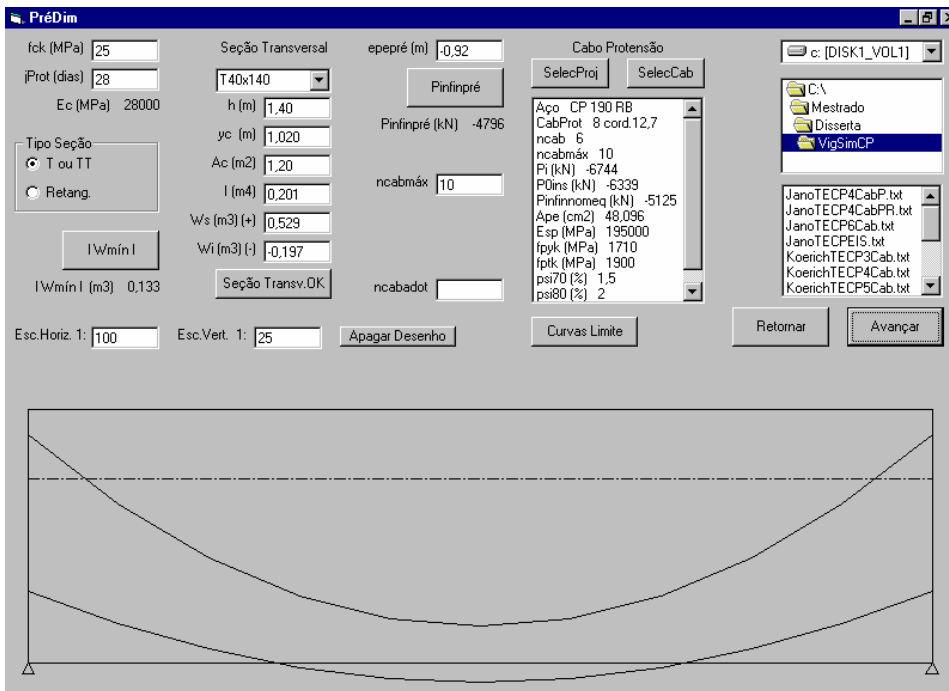 PréDim
fck (MPa) 25
jProt (dias) 28
Ec (MPa) 28000
Tipo Seção
T ou TT
Retang.
I Wmín I
I Wmín I (m3) 0,133
Seção Transversal
T40x140
h (m) 1,40
yc (m) 1,020
Ac (m2) 1,20
I (m4) 0,201
Ws (m3) (+) 0,529
Wi (m3) (-) -0,197
Seção Transv.OK
epepré (m) -0,92
Pinfinpré
Pinfinpré (kN) -4796
ncabmáx 10
ncabadot
Cabo Protensão
SelecProj SelecCab
Aço CP 190 RB
CabProt 8 cord.12,7
ncab 6
ncabmáx 10
Pi (kN) -6744
P0ins (kN) -6339
Pinfinnomeq (kN) -5125
Ape (cm2) 48,096
Esp (MPa) 195000
fpyk (MPa) 1710
fptk (MPa) 1900
psi70 (%) 1,5
psi80 (%) 2
c: [DISK1_VOL1]
C:\
Mestrado
Disserta
VigSimCP
JanoTECP4CabP.txt
JanoTECP4CabPR.txt
JanoTECP6Cab.txt
JanoTECPEIS.txt
KoerichTECP3Cab.txt
KoerichTECP4Cab.txt
KoerichTECP5Cab.txt
Esc.Horiz. 1: 100
Esc.Vert. 1: 25
Apagar Desenho
Curvas Limite
Retornar
Avançar